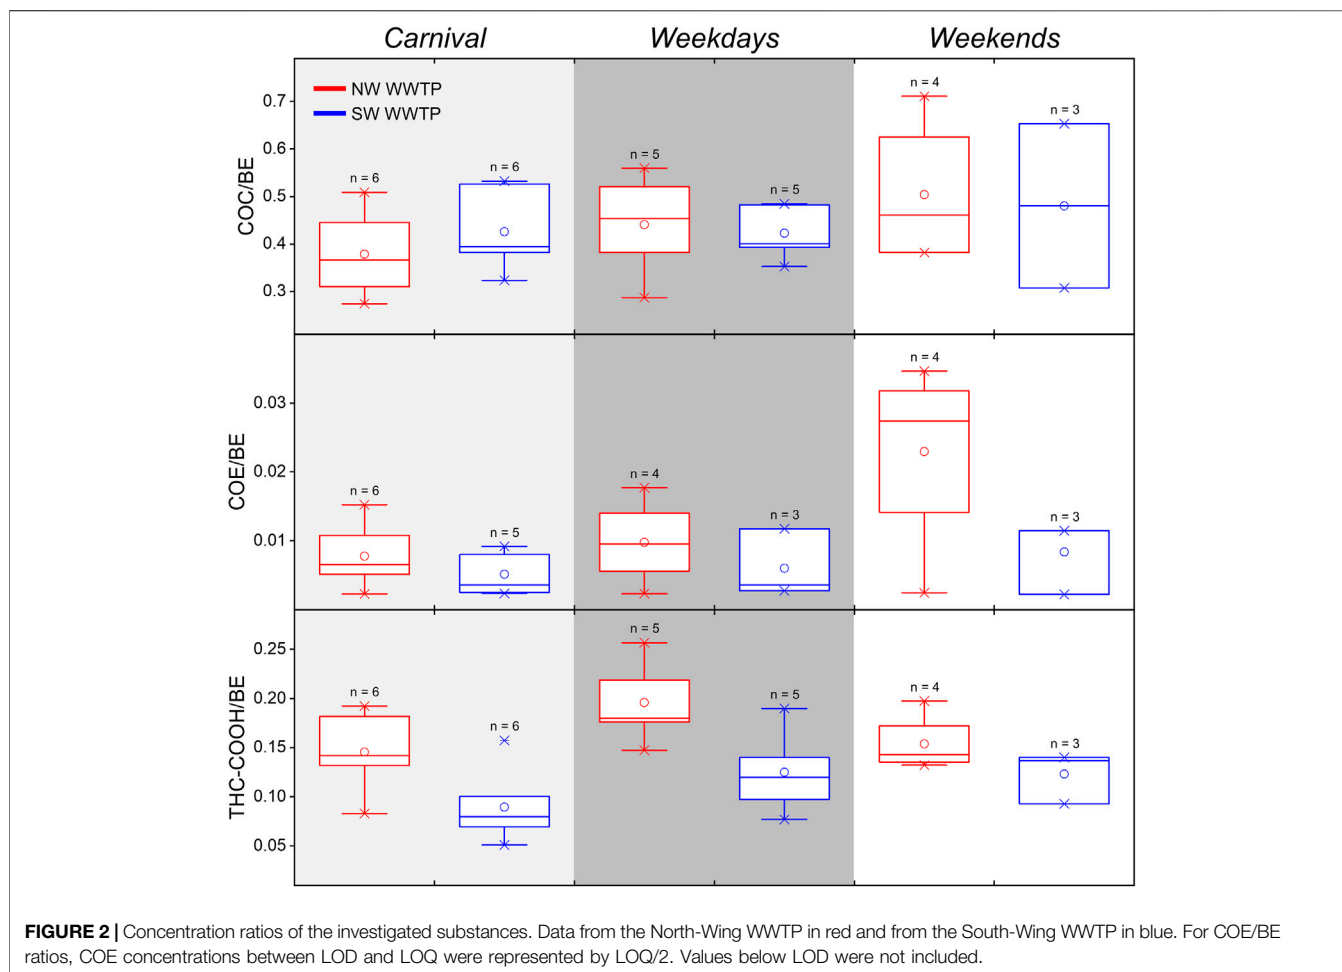 Carnival Weekdays Weekends
NW WWTP
SW WWTP
COC/BE
0.7
0.6
0.5
0.4
0.3
n = 6
n = 6
n = 5
n = 5
n = 4
n = 3
COE/BE
0.03
0.02
0.01
n = 6
n = 5
n = 4
n = 3
n = 4
n = 3
THC-COOH/BE
0.25
0.20
0.15
0.10
0.05
n = 6
n = 6
n = 5
n = 5
n = 4
n = 3
FIGURE 2 | Concentration ratios of the investigated substances. Data from the North-Wing WWTP in red and from the South-Wing WWTP in blue. For COE/BE
ratios, COE concentrations between LOD and LOQ were represented by LOQ/2. Values below LOD were not included.